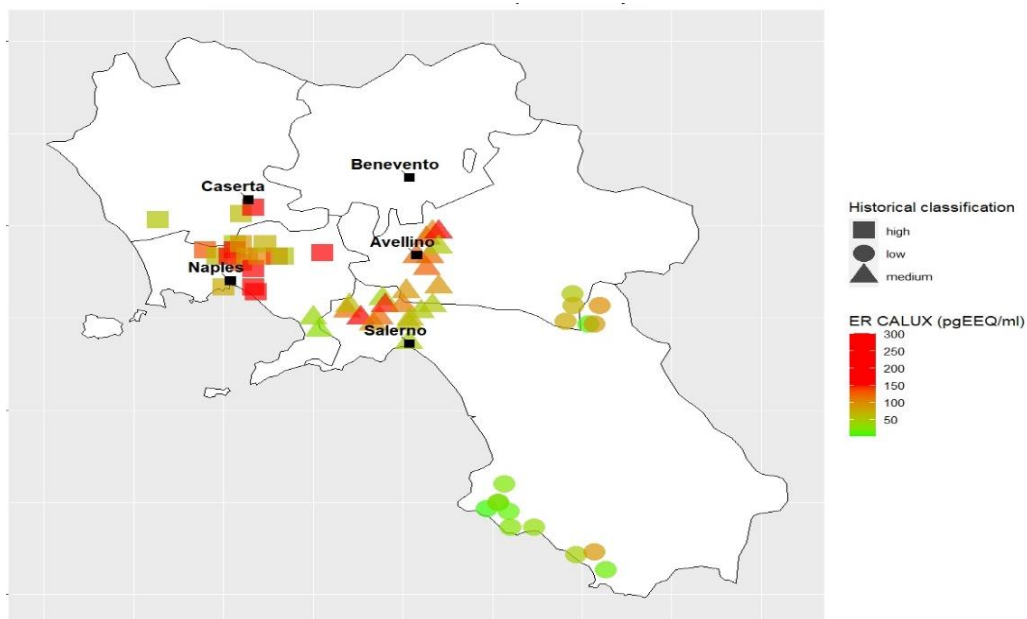 Benevento
Caserta
Avellino
Naples
Salerno
Historical classification
high
low
medium
ER CALUX (pgEEQ/ml)
300
250
200
150
100
50